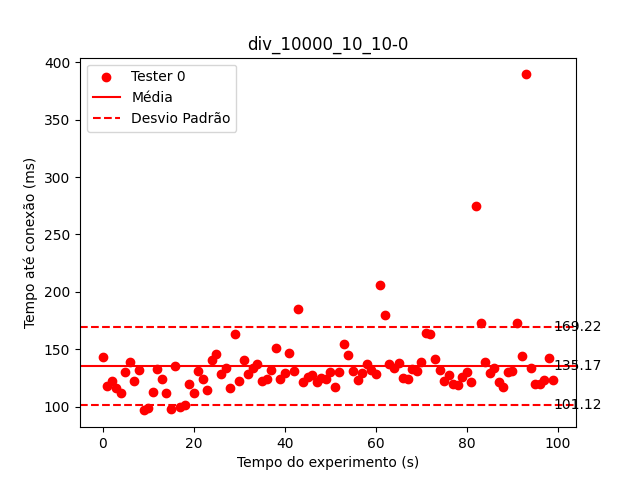 div_10000_10_10-0
Tester 0
Média
Desvio Padrão
400
350
300
250
200
150
100
Tempo até conexão (ms)
169.22
135.17
101.12
0 20 40 60 80 100
Tempo do experimento (s)